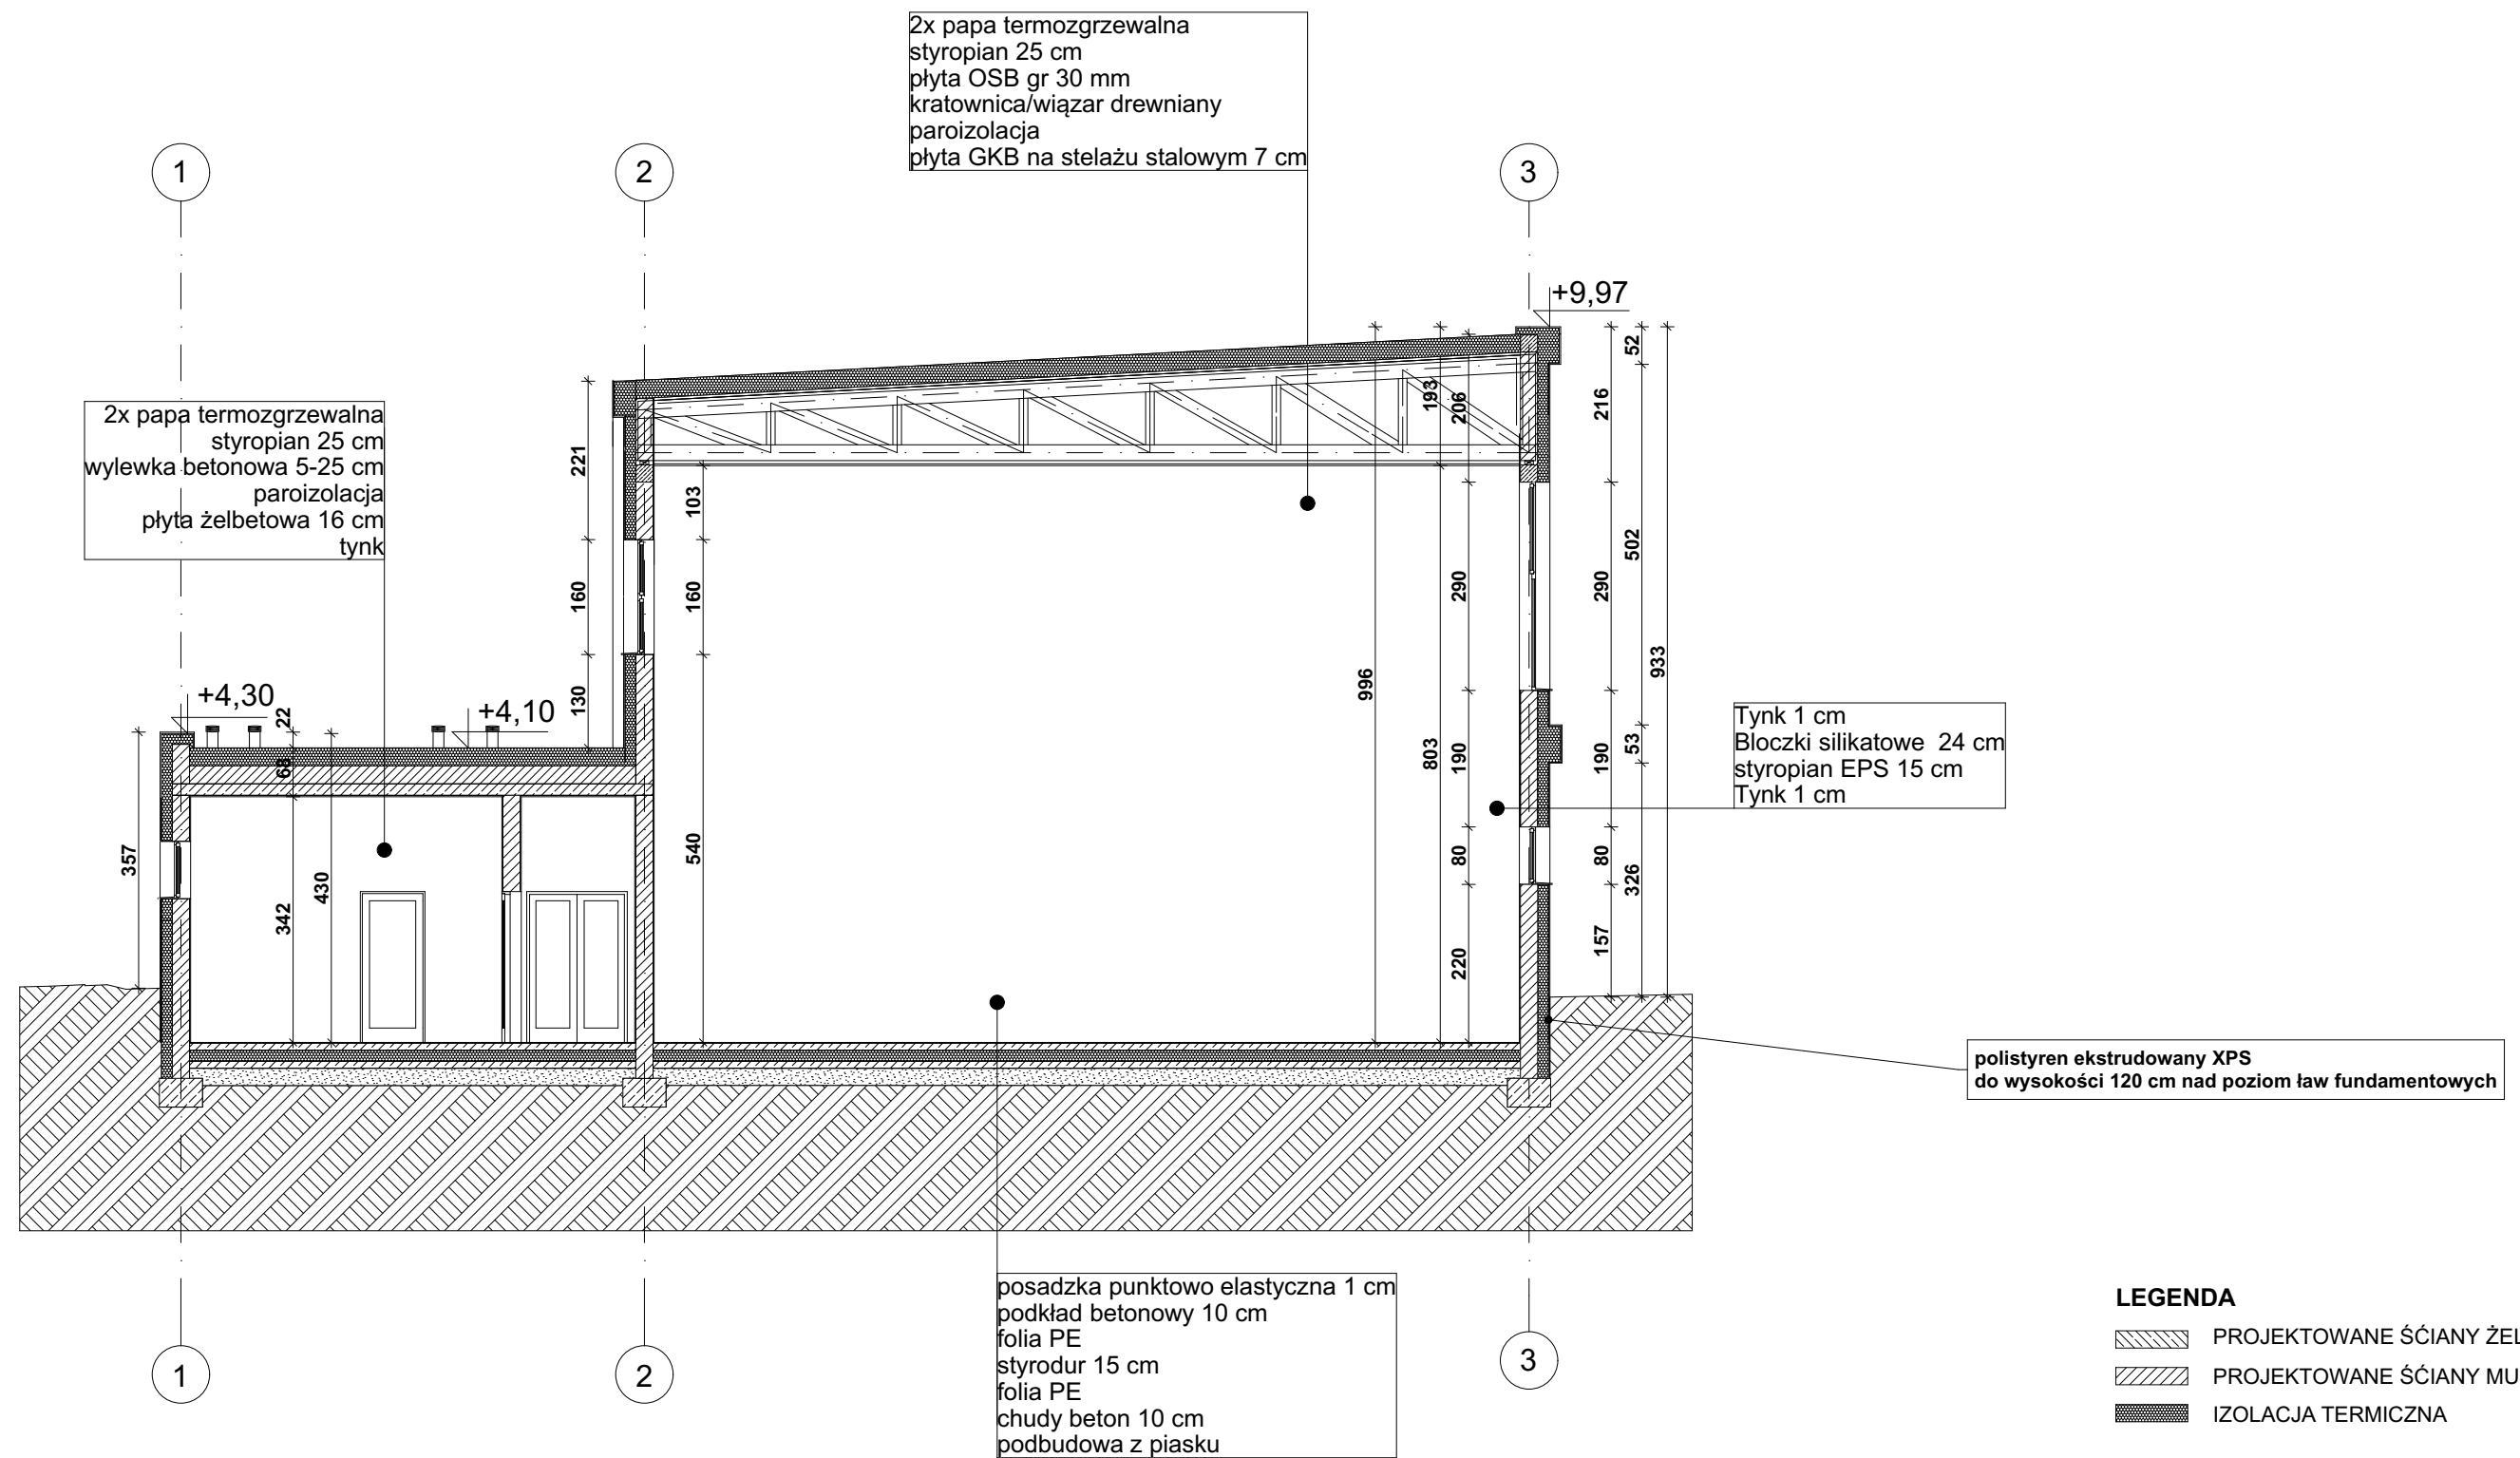 2x papa termozgrzewalna
styropian 25 cm
płyta OSB gr 30 mm
kratownica/wiązar drewniany
paroizolacja
płyta GKB na stelażu stalowym 7 cm
1
2
3
+9,97
2x papa termozgrzewalna
styropian 25 cm
wylewka betonowa 5-25 cm
paroizolacja
płyta żelbetowa 16 cm
tynk
+4,30
+4,10
357
22
68
342
430
221
160
130
103
160
540
996
193
803
206
290
190
80
220
216
290
190
80
157
52
502
53
326
933
Tynk 1 cm
Bloczki silikatowe 24 cm
styropian EPS 15 cm
Tynk 1 cm
polistyren ekstrudowany XPS
do wysokości 120 cm nad poziom ław fundamentowych
posadzka punktowo elastyczna 1 cm
podkład betonowy 10 cm
folia PE
styrodur 15 cm
folia PE
chudy beton 10 cm
podbudowa z piasku
1
2
3
LEGENDA
PROJEKTOWANE ŚĆIANY ŻEL
PROJEKTOWANE ŚĆIANY MU
IZOLACJA TERMICZNA